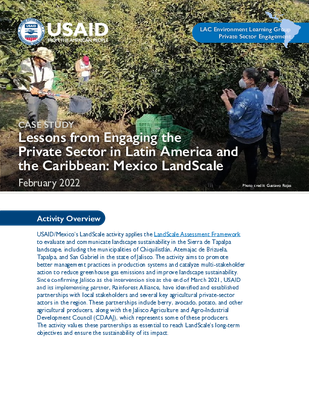 USAID
FROM THE AMERICAN PEOPLE
LAC Environment Learning Group
Private Sector Engagement
CASE STUDY
Lessons from Engaging the
Private Sector in Latin America and
the Caribbean: Mexico LandScale
February 2022
Photo credit: Gustavo Rojas
Activity Overview
USAID/Mexico's LandScale activity applies the LandScale Assessment Framework
to evaluate and communicate landscape sustainability in the Sierra de Tapalpa
landscape, including the municipalities of Chiquilistlán, Atemajac de Brizuela,
Tapalpa, and San Gabriel in the state of Jalisco. The activity aims to promote
better management practices in production systems and catalyze multi-stakeholder
action to reduce greenhouse gas emissions and improve landscape sustainability.
Since confirming Jalisco as the intervention site at the end of March 2021, USAID
and its implementing partner, Rainforest Alliance, have identified and established
partnerships with local stakeholders and several key agricultural private-sector
actors in the region. These partnerships include berry, avocado, potato, and other
agricultural producers, along with the Jalisco Agriculture and Agro-Industrial
Development Council (CDAAJ), which represents some of these producers.
The activity values these partnerships as essential to reach LandScale's long-term
objectives and ensure the sustainability of its impact.